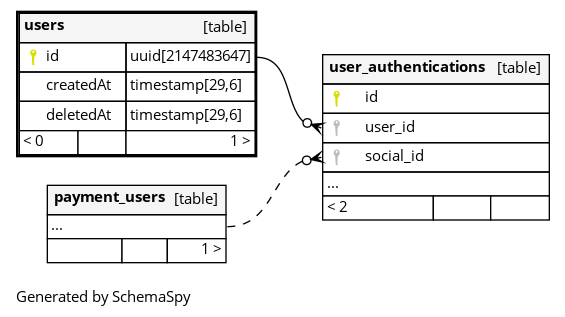 users [table]
id uuid[2147483647]
createdAt timestamp[29,6]
deletedAt timestamp[29,6]
< 0 1 >
user_authentications [table]
id
user_id
social_id
...
< 2
payment_users [table]
...
1 >
Generated by SchemaSpy